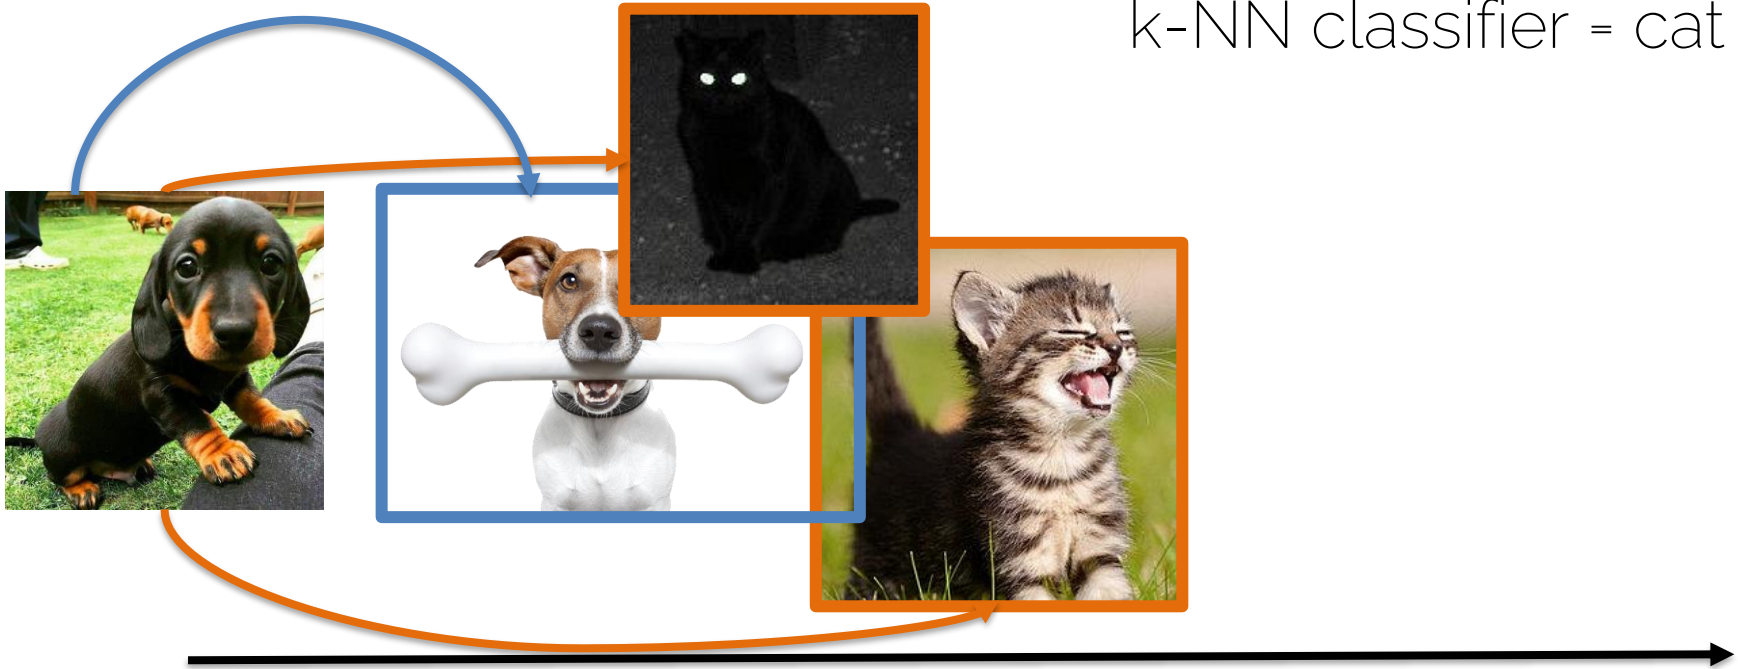 k-NN classifier = cat